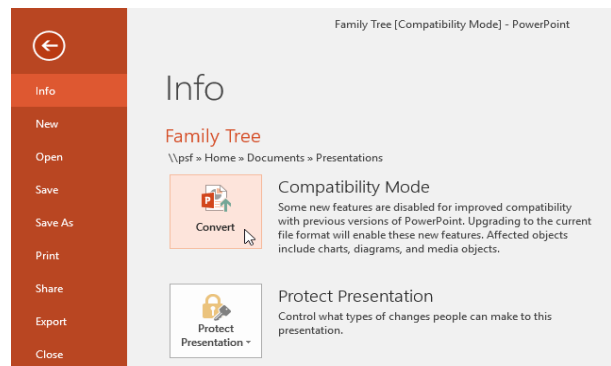 Family Tree [Compatibility Mode] - PowerPoint
Info
New
Open
Save
Save As
Print
Share
Export
Close
Info
Family Tree
\\psf » Home » Documents » Presentations
Convert
Compatibility Mode
Some new features are disabled for improved compatibility
with previous versions of PowerPoint. Upgrading to the current
file format will enable these new features. Affected objects
include charts, diagrams, and media objects.
Protect
Presentation
Protect Presentation
Control what types of changes people can make to this
presentation.